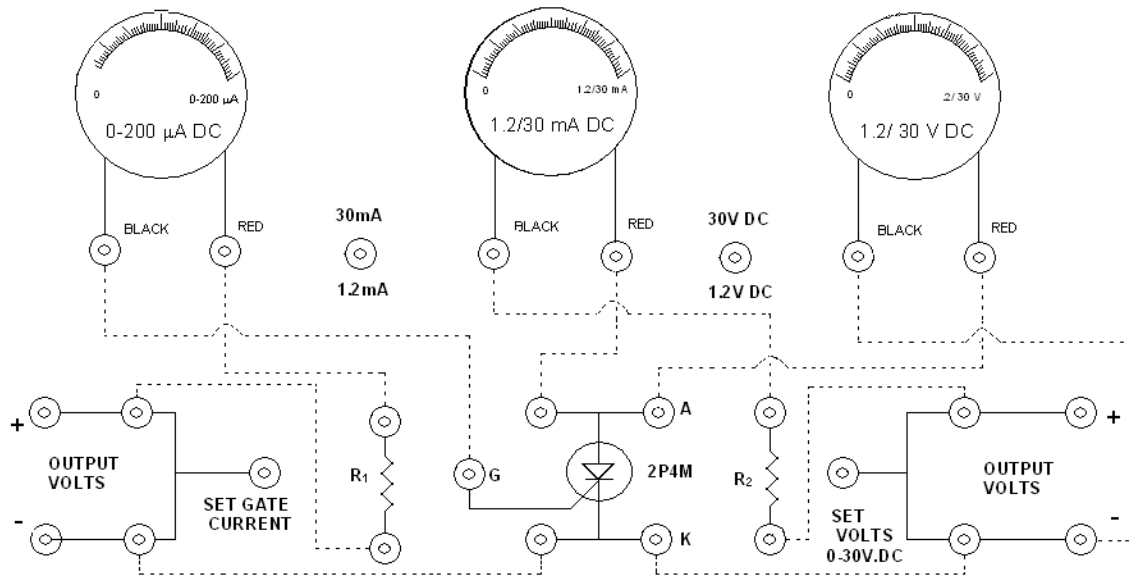 0
0-200 µA
0-200 µA DC
0
1.2/30 mA
1.2/30 mA DC
0
.2/30 V
1.2/ 30 V DC
BLACK
RED
30mA
1.2mA
BLACK
RED
30V DC
1.2V DC
BLACK
RED
+
OUTPUT
VOLTS
-
SET GATE
CURRENT
R1
G
A
2P4M
K
R2
SET
VOLTS
0-30V.DC
+
OUTPUT
VOLTS
-